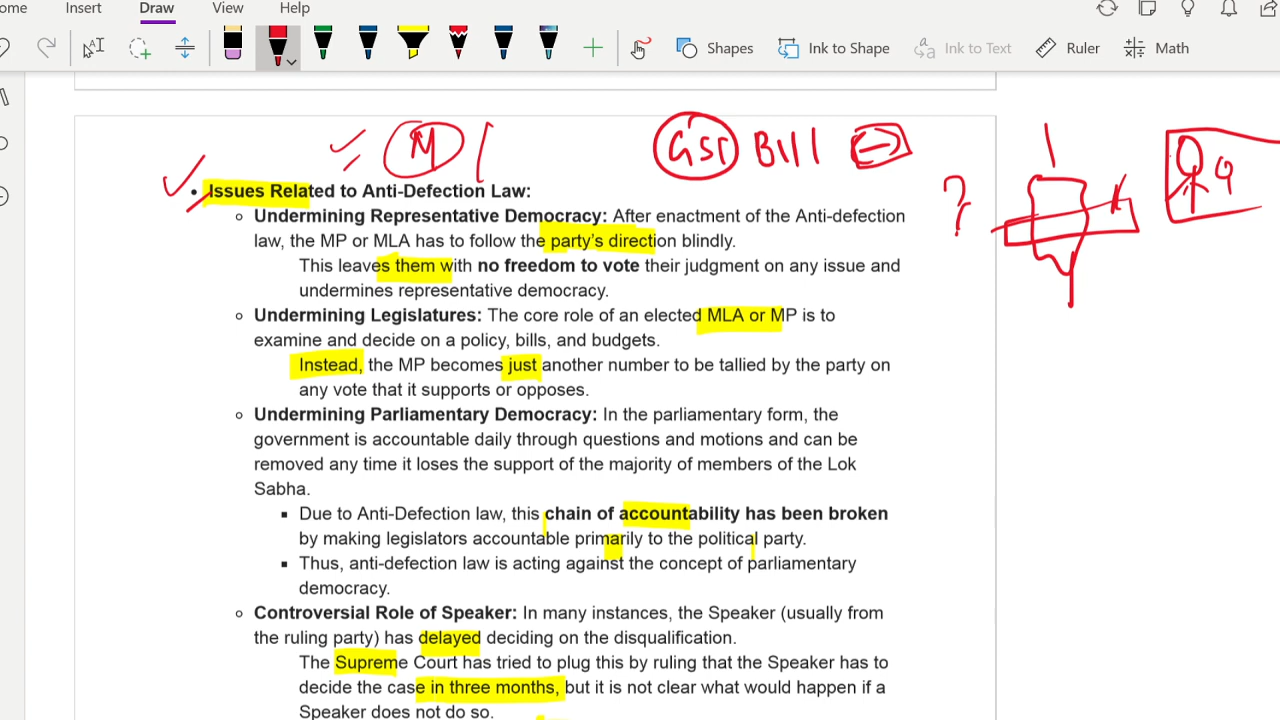 ome Draw View Help
Insert
Shapes Ink to Shape Ink to Text Ruler Math
M GST Bill
• Issues Related to Anti-Defection Law:
?
o Undermining Representative Democracy: After enactment of the Anti-defection
law, the MP or MLA has to follow the party's direction blindly.
This leaves them with no freedom to vote their judgment on any issue and
undermines representative democracy.
o Undermining Legislatures: The core role of an elected MLA or MP is to
examine and decide on a policy, bills, and budgets.
Instead, the MP becomes just another number to be tallied by the party on
any vote that it supports or opposes.
o Undermining Parliamentary Democracy: In the parliamentary form, the
government is accountable daily through questions and motions and can be
removed any time it loses the support of the majority of members of the Lok
Sabha.
▪ Due to Anti-Defection law, this chain of accountability has been broken
by making legislators accountable primarily to the political party.
▪ Thus, anti-defection law is acting against the concept of parliamentary
democracy.
o Controversial Role of Speaker: In many instances, the Speaker (usually from
the ruling party) has delayed deciding on the disqualification.
The Supreme Court has tried to plug this by ruling that the Speaker has to
decide the case in three months, but it is not clear what would happen if a
Speaker does not do so.